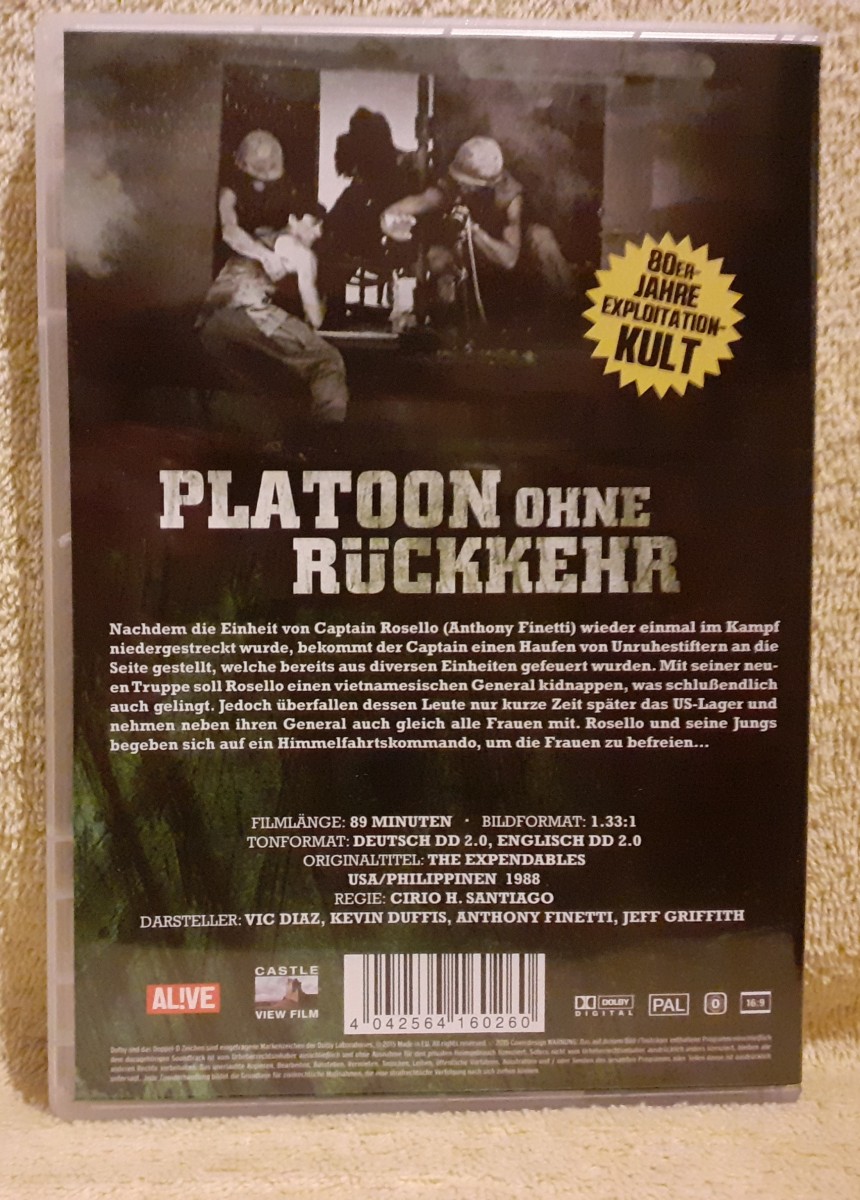 80ER-
JAHRE
EXPLOITATION-
KULT
PLATOON OHNE
RÜCKKEHR
Nachdem die Einheit von Captain Rosello (Anthony Finetti) wieder einmal im Kampf
niedergestreckt wurde, bekommt der Captain einen Haufen von Unruhestiftern an die
Seite gestellt, welche bereits aus diversen Einheiten gefeuert wurden. Mit seiner neu-
en Truppe soll Rosello einen vietnamesischen General kidnappen, was schlußendlich
auch gelingt. Jedoch überfallen dessen Leute nur kurze Zeit später das US-Lager und
nehmen neben ihren General auch gleich alle Frauen mit. Rosello und seine Jungs
begeben sich auf ein Himmelfahrtskommando, um die Frauen zu befreien...
FILMLÄNGE: 89 MINUTEN · BILDFORMAT: 1.33:1
TONFORMAT: DEUTSCH DD 2.0, ENGLISCH DD 2.0
ORIGINALTITEL: THE EXPENDABLES
USA/PHILIPPINEN 1988
REGIE: CIRIO H. SANTIAGO
DARSTELLER: VIC DIAZ, KEVIN DUFFIS, ANTHONY FINETTI, JEFF GRIFFITH
AL!VE
CASTLE
VIEW FILM
4 042564 160260
DOLBY
DIGITAL
PAL
0
16:9